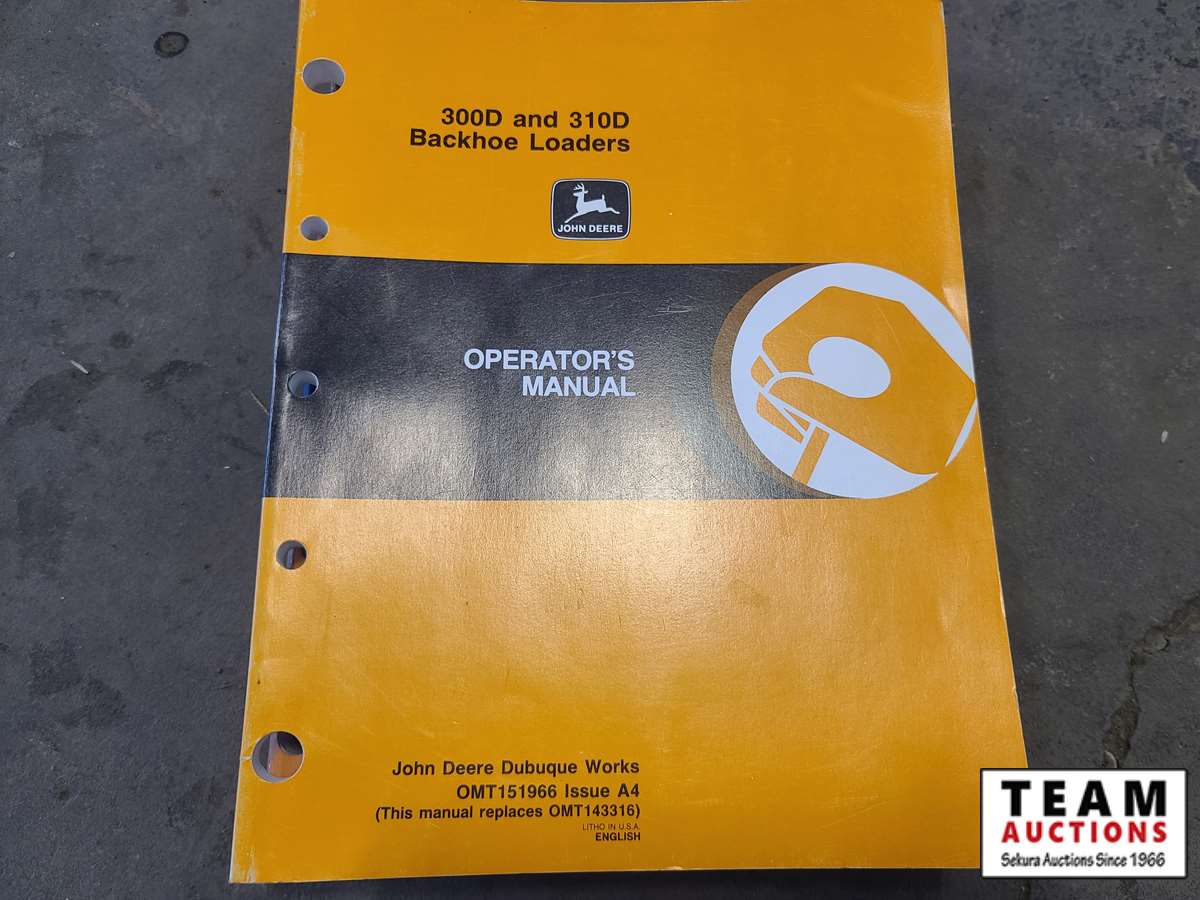 300D and 310D
Backhoe Loaders
JOHN DEERE
OPERATOR'S
MANUAL
John Deere Dubuque Works
OMT151966 Issue A4
(This manual replaces OMT143316)
LITHO IN U.S.A.
ENGLISH
TEAM
AUCTIONS
Sekura Auctions Since 1966